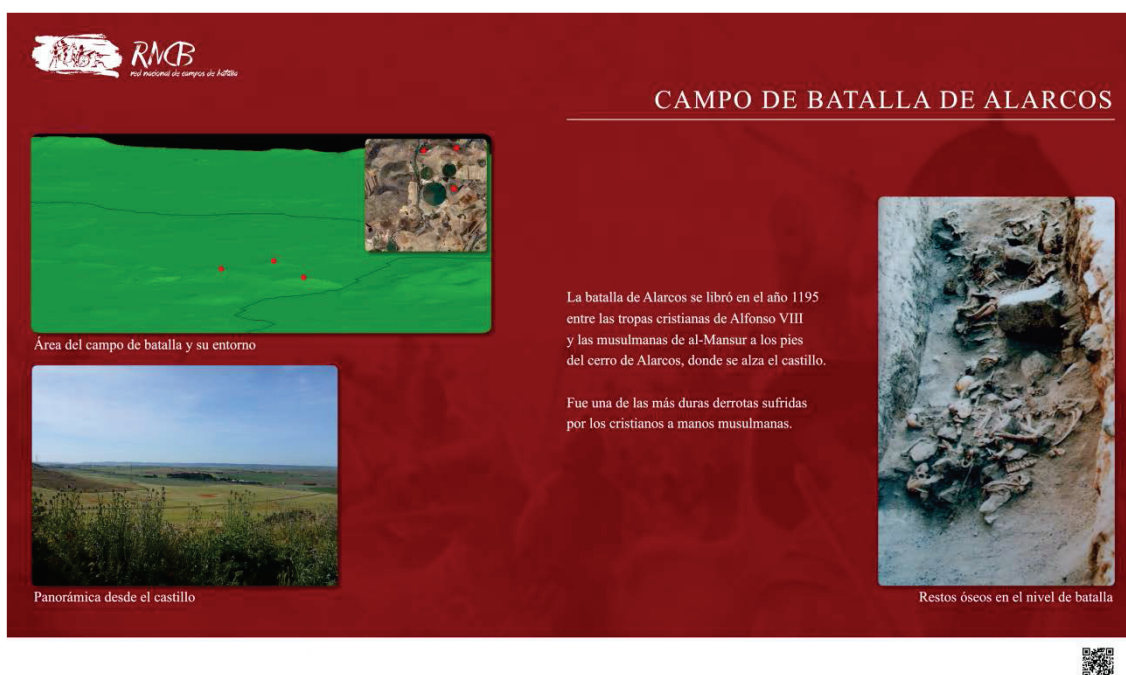 RNCB
red nacional de campos de batalla
CAMPO DE BATALLA DE ALARCOS
Área del campo de batalla y su entorno
La batalla de Alarcos se libró en el año 1195
entre las tropas cristianas de Alfonso VIII
y las musulmanas de al-Mansur a los pies
del cerro de Alarcos, donde se alza el castillo.
Fue una de las más duras derrotas sufridas
por los cristianos a manos musulmanas.
Panorámica desde el castillo
Restos óseos en el nivel de batalla